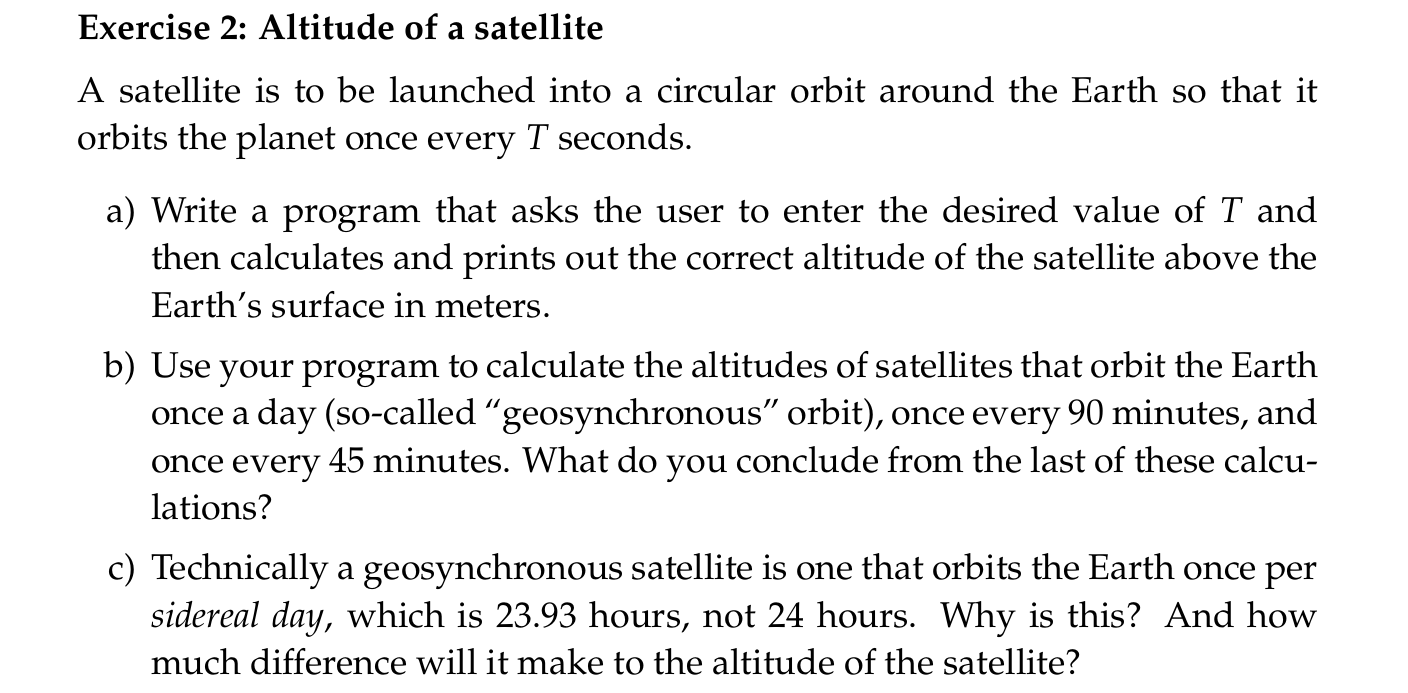 Exercise 2: Altitude of a satellite
A satellite is to be launched into a circular orbit around the Earth so that it
orbits the planet once every T seconds.
a) Write a program that asks the user to enter the desired value of T and
then calculates and prints out the correct altitude of the satellite above the
Earth’s surface in meters.
b) Use your program to calculate the altitudes of satellites that orbit the Earth
once a day (so-called “geosynchronous” orbit), once every 90 minutes, and
once every 45 minutes. What do you conclude from the last of these calcu-
lations?
c) Technically a geosynchronous satellite is one that orbits the Earth once per
sidereal day, which is 23.93 hours, not 24 hours. Why is this? And how
much difference will it make to the altitude of the satellite?